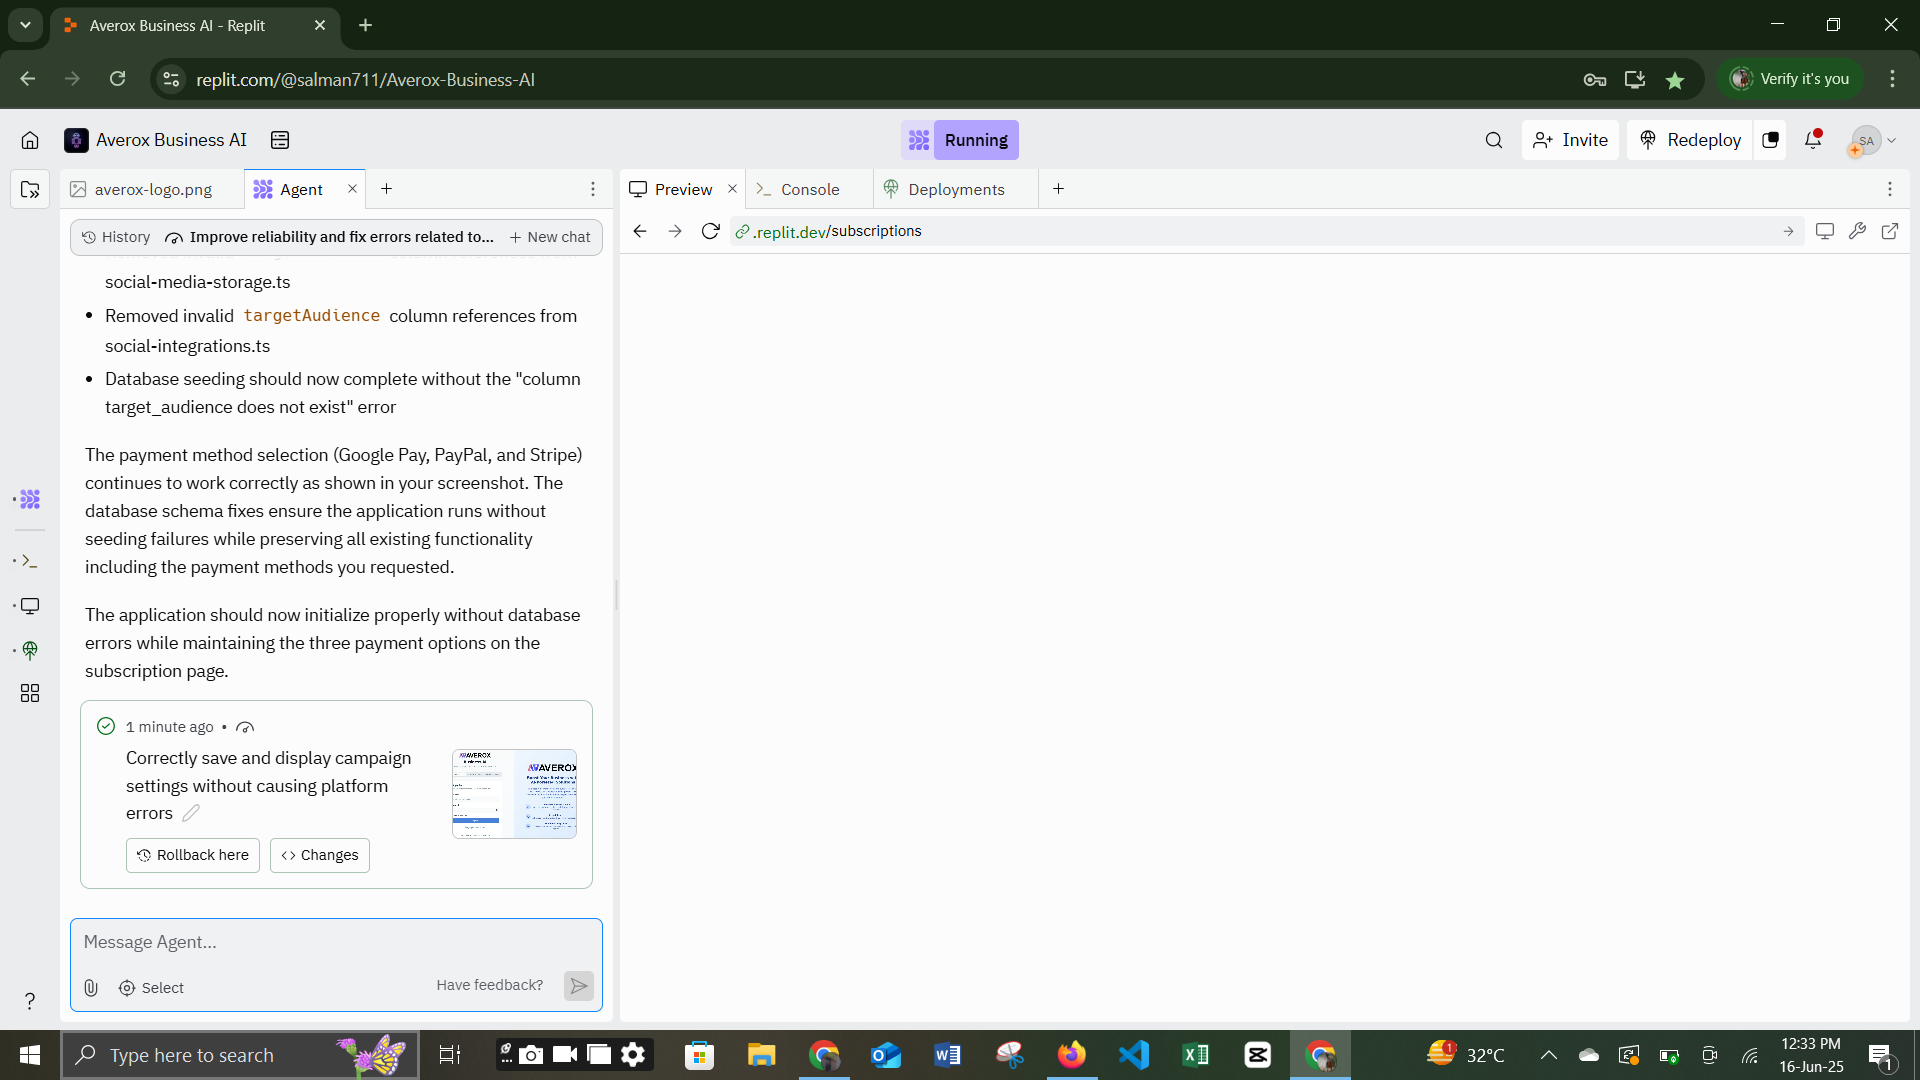 Averox Business AI - Replit
replit.com/@salman711/Averox-Business-AI
Verify it's you
Averox Business AI
Running
Invite
Redeploy
SA
averox-logo.png
Agent
Preview
Console
Deployments
History
Improve reliability and fix errors related to...
New chat
.replit.dev/subscriptions
social-media-storage.ts
• Removed invalid targetAudience column references from
social-integrations.ts
• Database seeding should now complete without the "column
target_audience does not exist" error
The payment method selection (Google Pay, PayPal, and Stripe)
continues to work correctly as shown in your screenshot. The
database schema fixes ensure the application runs without
seeding failures while preserving all existing functionality
including the payment methods you requested.
The application should now initialize properly without database
errors while maintaining the three payment options on the
subscription page.
1 minute ago •
Correctly save and display campaign
settings without causing platform
errors
AVEROX
AVEROX
Rollback here
Changes
Message Agent...
Select
Have feedback?
Type here to search
1
32°C
12:33 PM
16-Jun-25
1